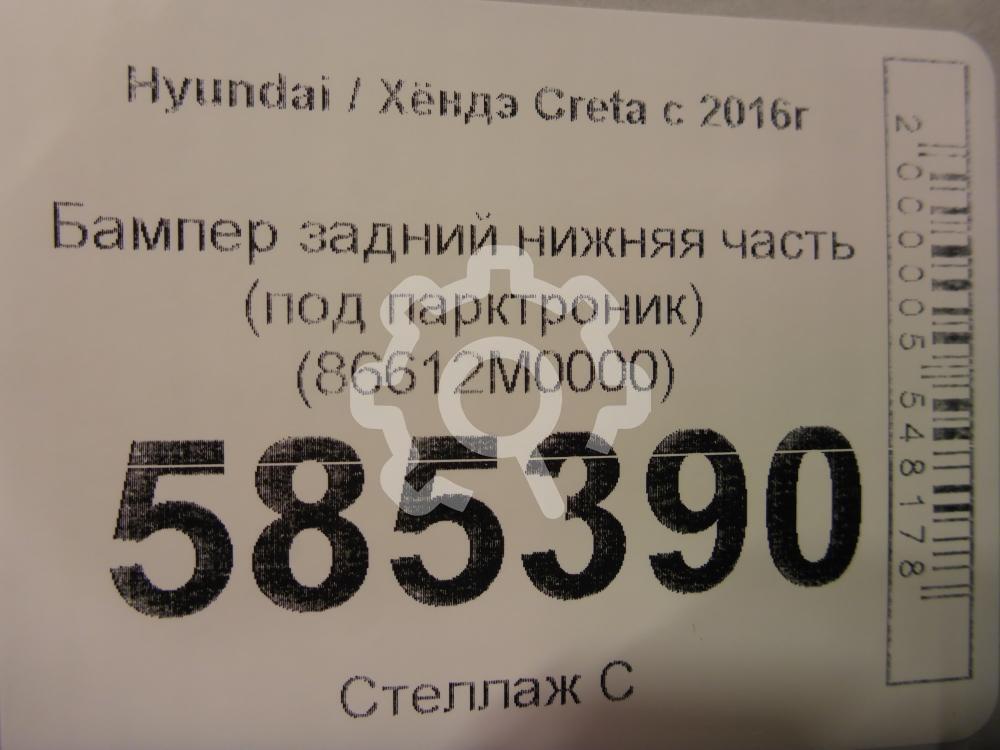 Hyundai / Хёндэ Creta с 2016г
Бампер задний нижняя часть
(под парктроник)
(86612M0000)
585390
Стеллаж С
2000005548178